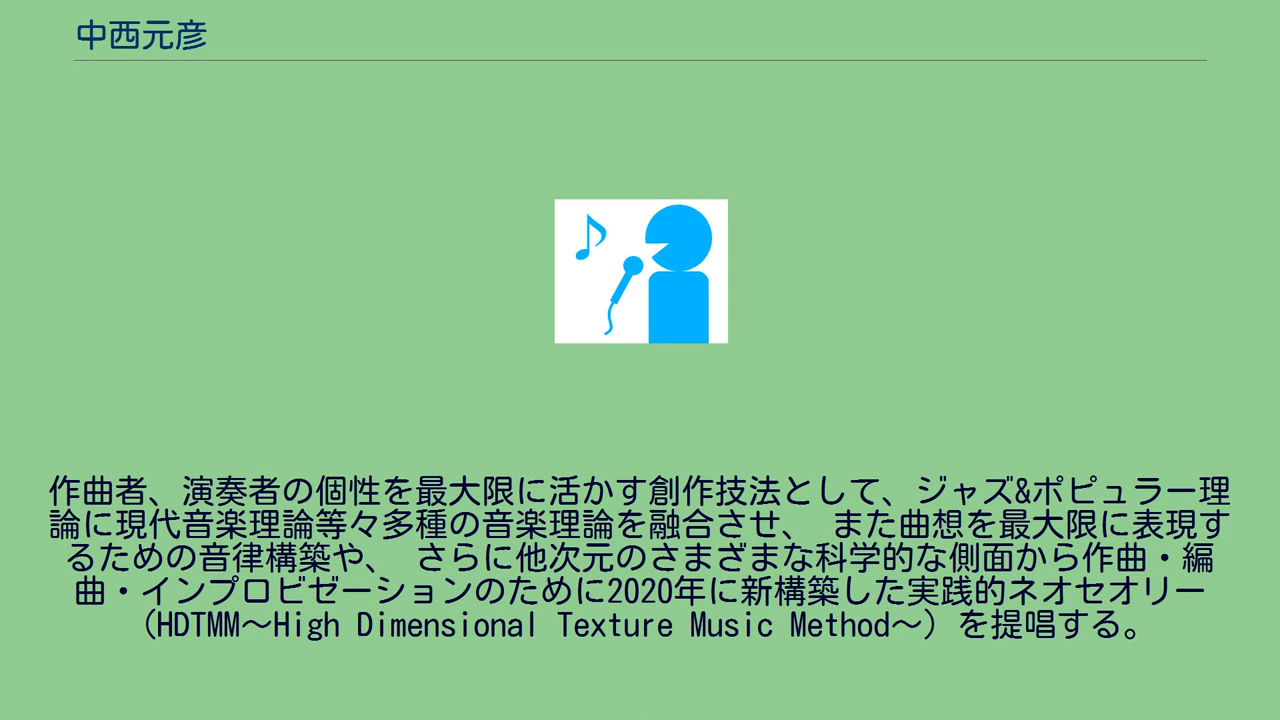 中西元彦
作曲者、演奏者の個性を最大限に活かす創作技法として、ジャズ&ポピュラー理
論に現代音楽理論等々多種の音楽理論を融合させ、 また曲想を最大限に表現す
るための音律構築や、 さらに他次元のさまざまな科学的な側面から作曲・編
曲・インプロビゼーションのために2020年に新構築した実践的ネオセオリー
（HDTMM～High Dimensional Texture Music Method～）を提唱する。